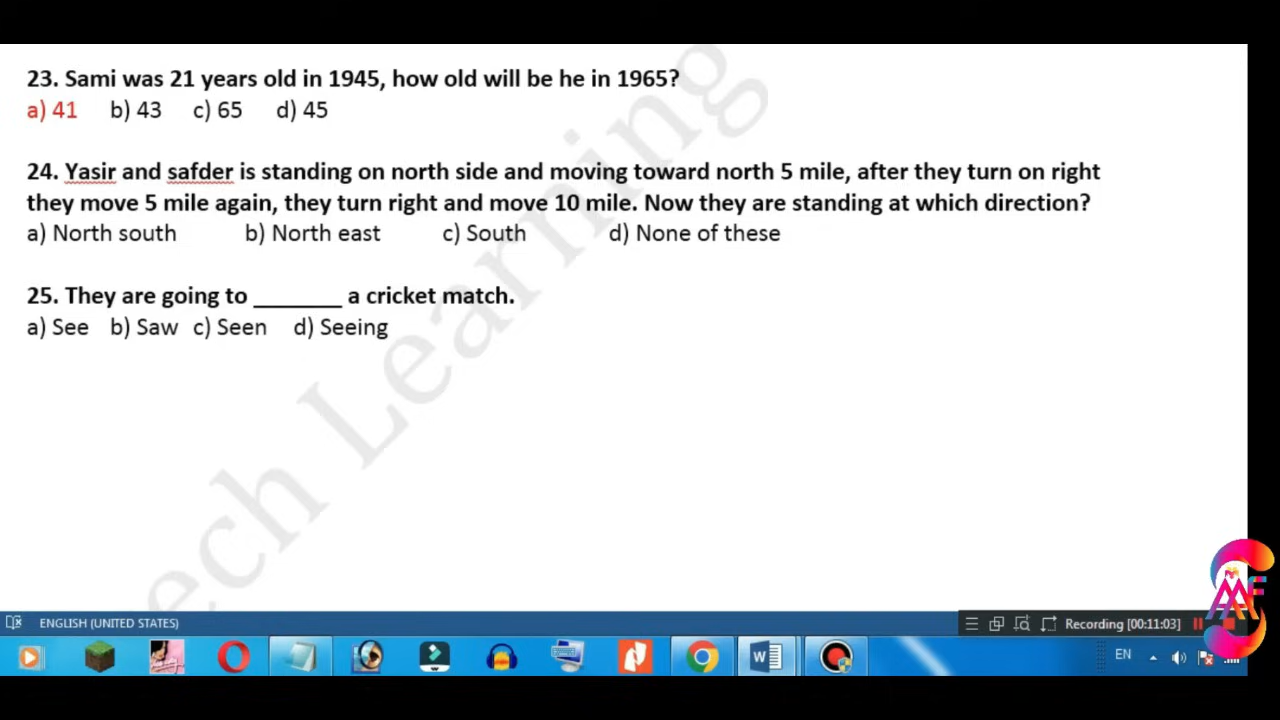 23. Sami was 21 years old in 1945, how old will be he in 1965?
a) 41 b) 43 c) 65 d) 45
24. Yasir and safder is standing on north side and moving toward north 5 mile, after they turn on right
they move 5 mile again, they turn right and move 10 mile. Now they are standing at which direction?
a) North south b) North east c) South d) None of these
25. They are going to _______ a cricket match.
a) See b) Saw c) Seen d) Seeing
ech Learning
ENGLISH (UNITED STATES) Recording [00:11:03]
EN